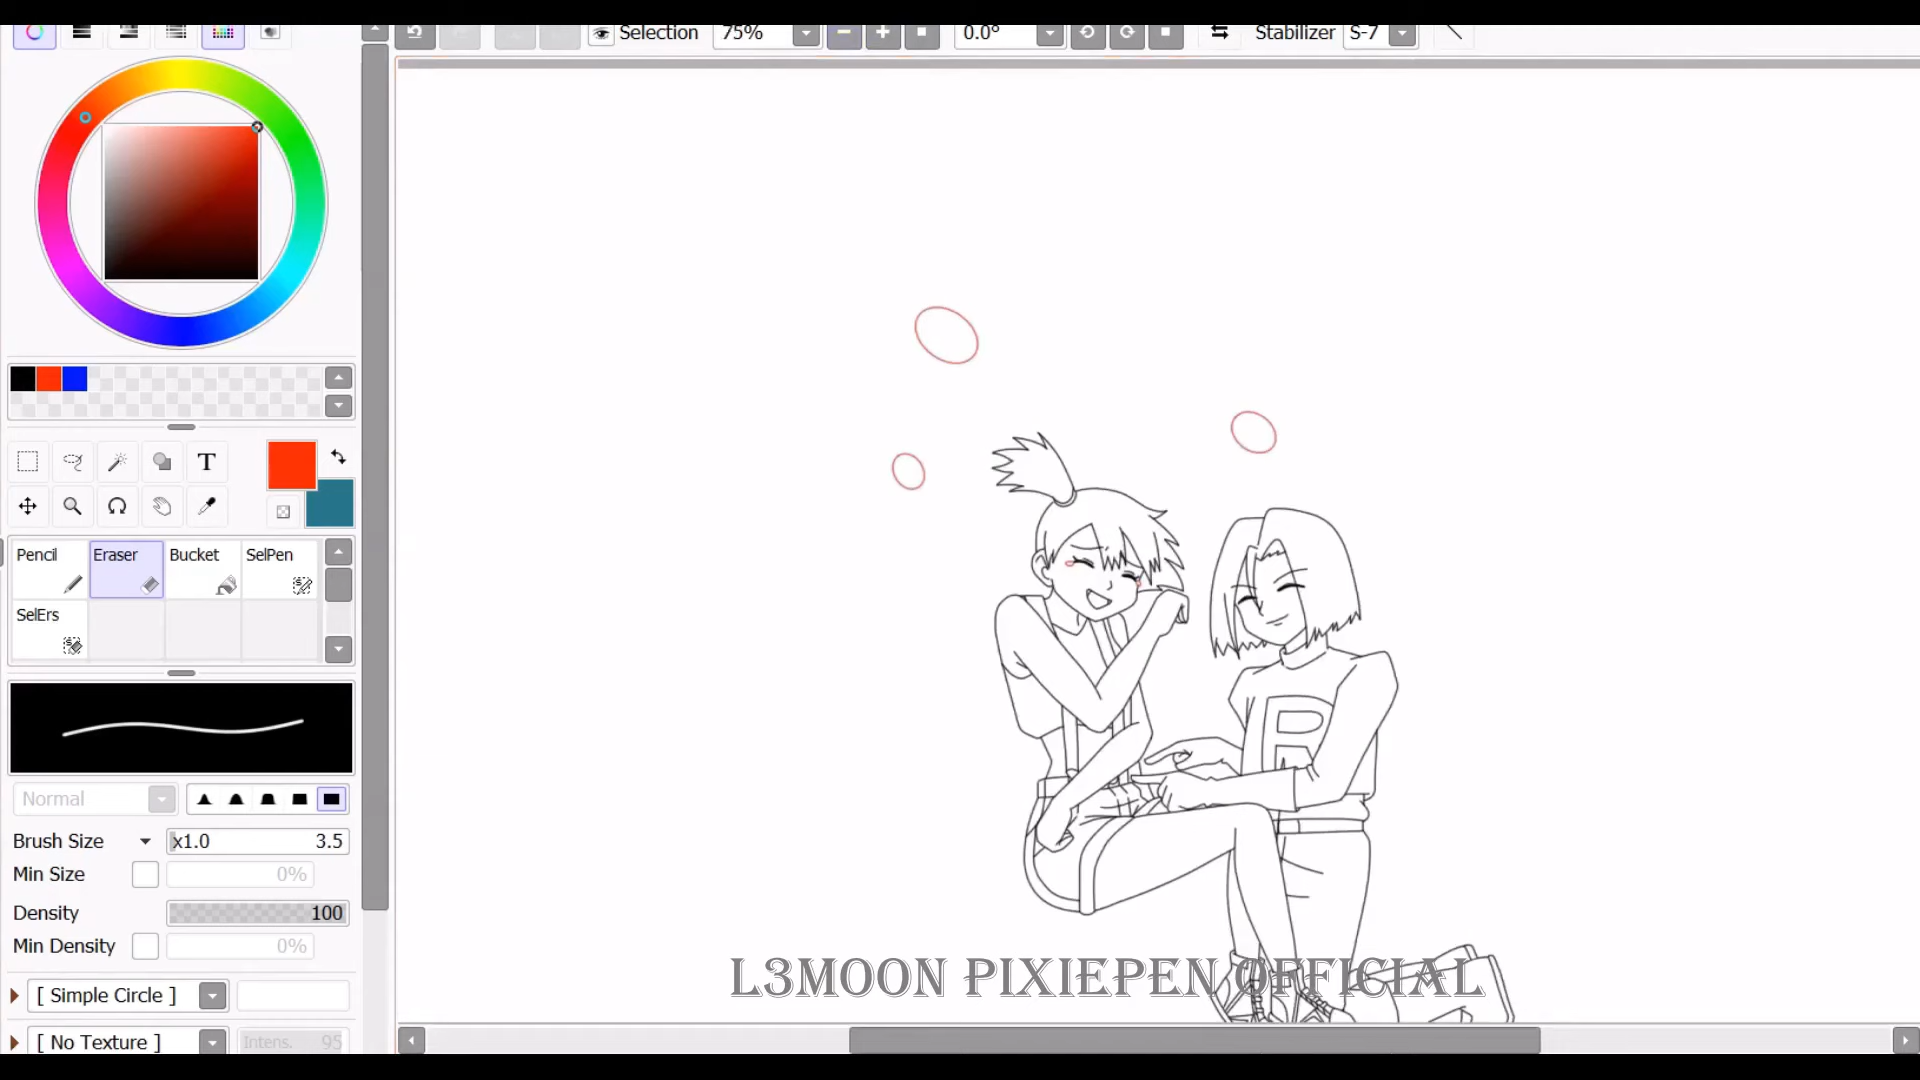 Selection 75% 0.0° Stabilizer S-7
T
Pencil Eraser Bucket SelPen
SelErs
Normal
Brush Size x1.0 3.5
Min Size 0%
Density 100
Min Density 0%
[ Simple Circle ]
[ No Texture ] Intens. 95
R
L3MOON PIXIEPEN OFFICIAL